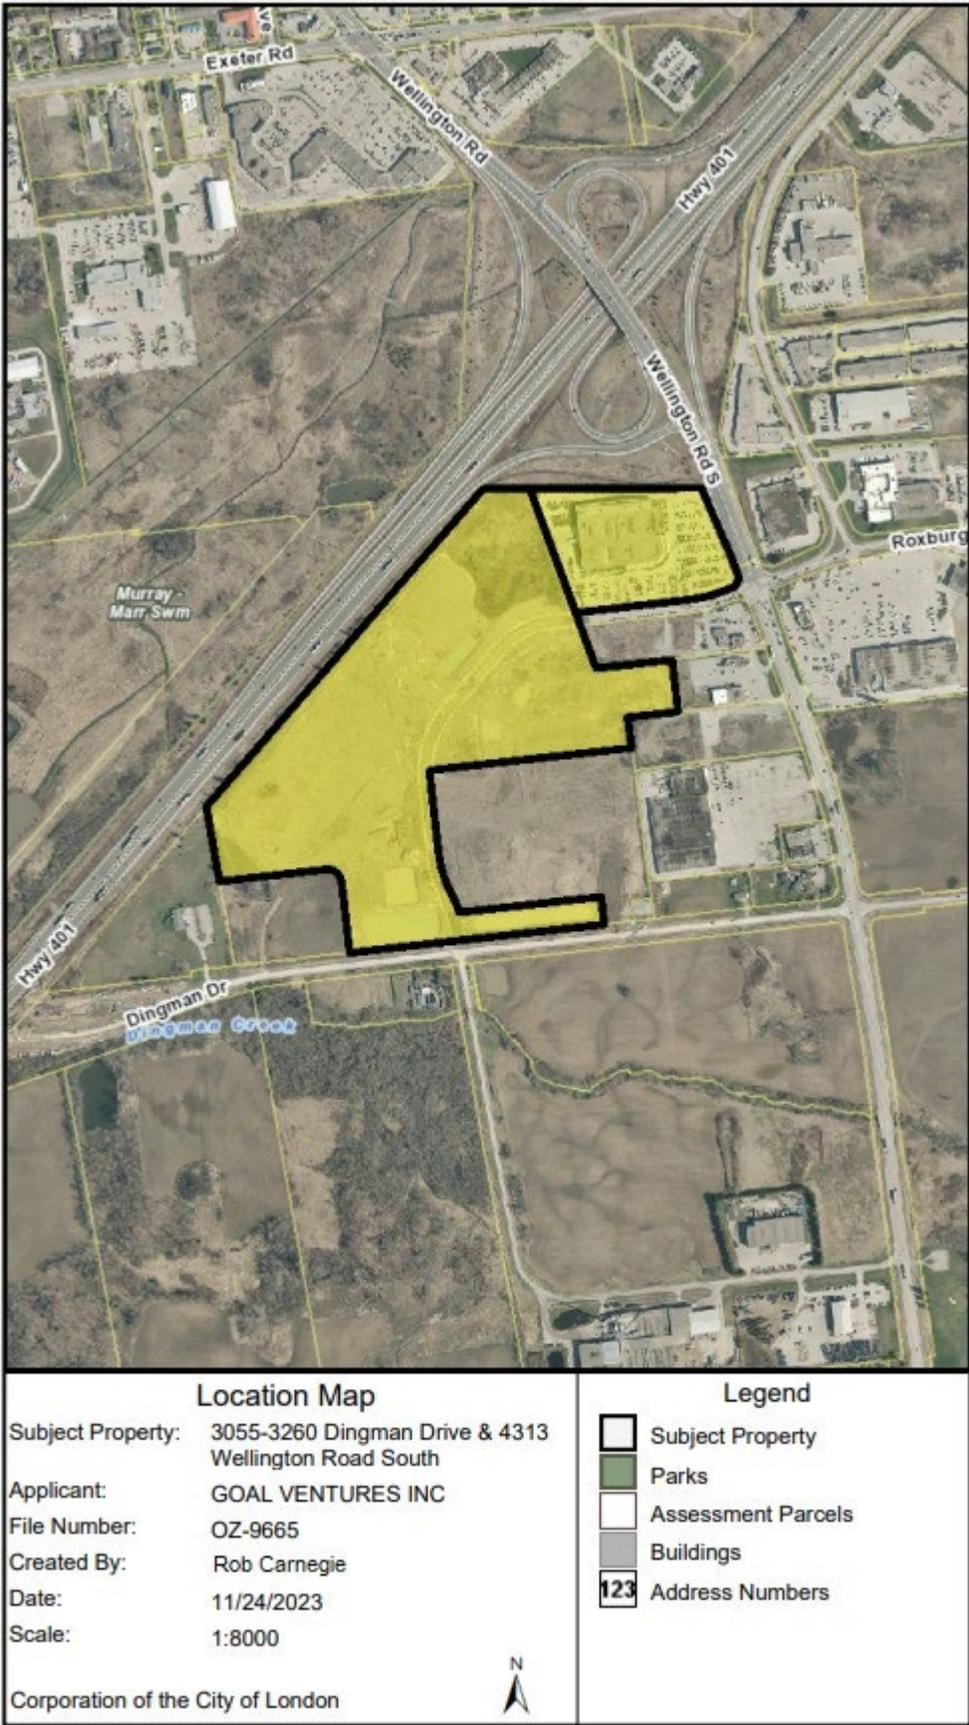 Ave
Exeter Rd
Wellington Rd
Hwy 401
Wellington Rd S
Roxburg
Murray -
Marr Swm
Hwy 401
Dingman Dr
Dingman Creek
Location Map
Subject Property: 3055-3260 Dingman Drive & 4313
Wellington Road South
Applicant: GOAL VENTURES INC
File Number: OZ-9665
Created By: Rob Carnegie
Date: 11/24/2023
Scale: 1:8000
Corporation of the City of London
N
Legend
Subject Property
Parks
Assessment Parcels
Buildings
123 Address Numbers